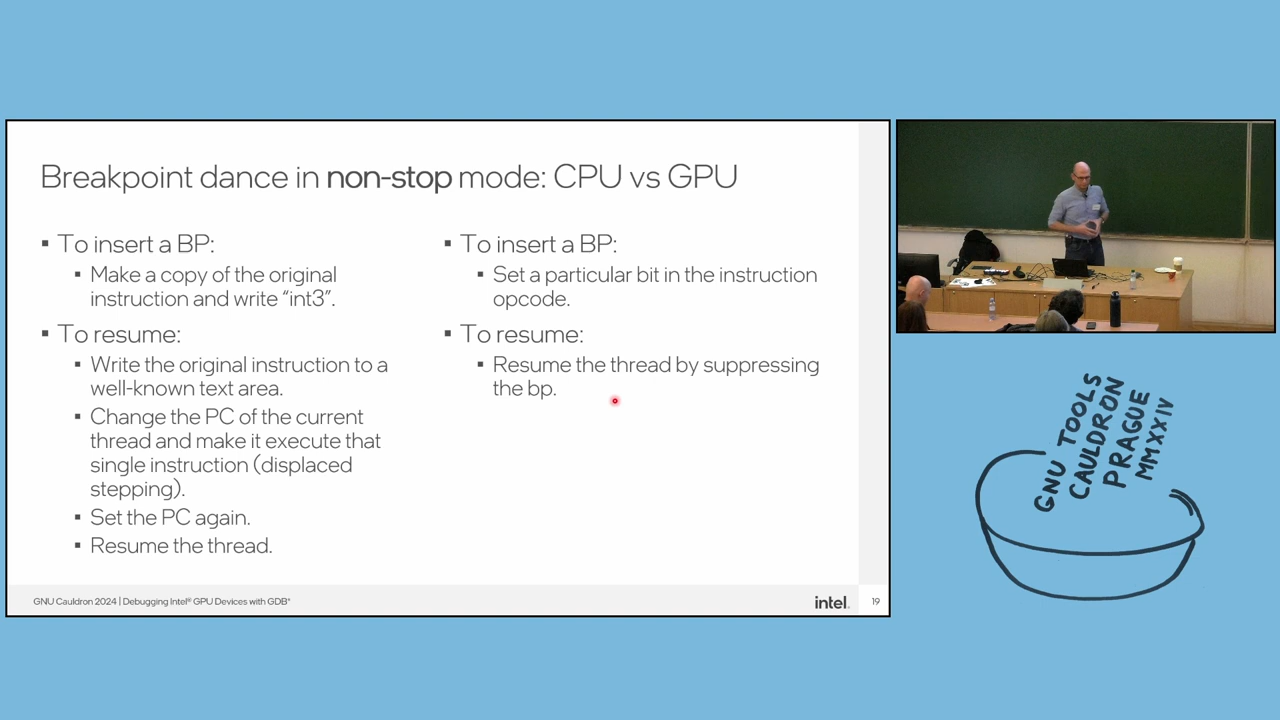 Breakpoint dance in non-stop mode: CPU vs GPU
▪ To insert a BP:
▪ Make a copy of the original
instruction and write “int3”.
▪ To resume:
▪ Write the original instruction to a
well-known text area.
▪ Change the PC of the current
thread and make it execute that
single instruction (displaced
stepping).
▪ Set the PC again.
▪ Resume the thread.
▪ To insert a BP:
▪ Set a particular bit in the instruction
opcode.
▪ To resume:
▪ Resume the thread by suppressing
the bp.
GNU Cauldron 2024 | Debugging Intel® GPU Devices with GDB*
intel.
19
GNU TOOLS
CAULDRON
PRAGUE
MMXXIV